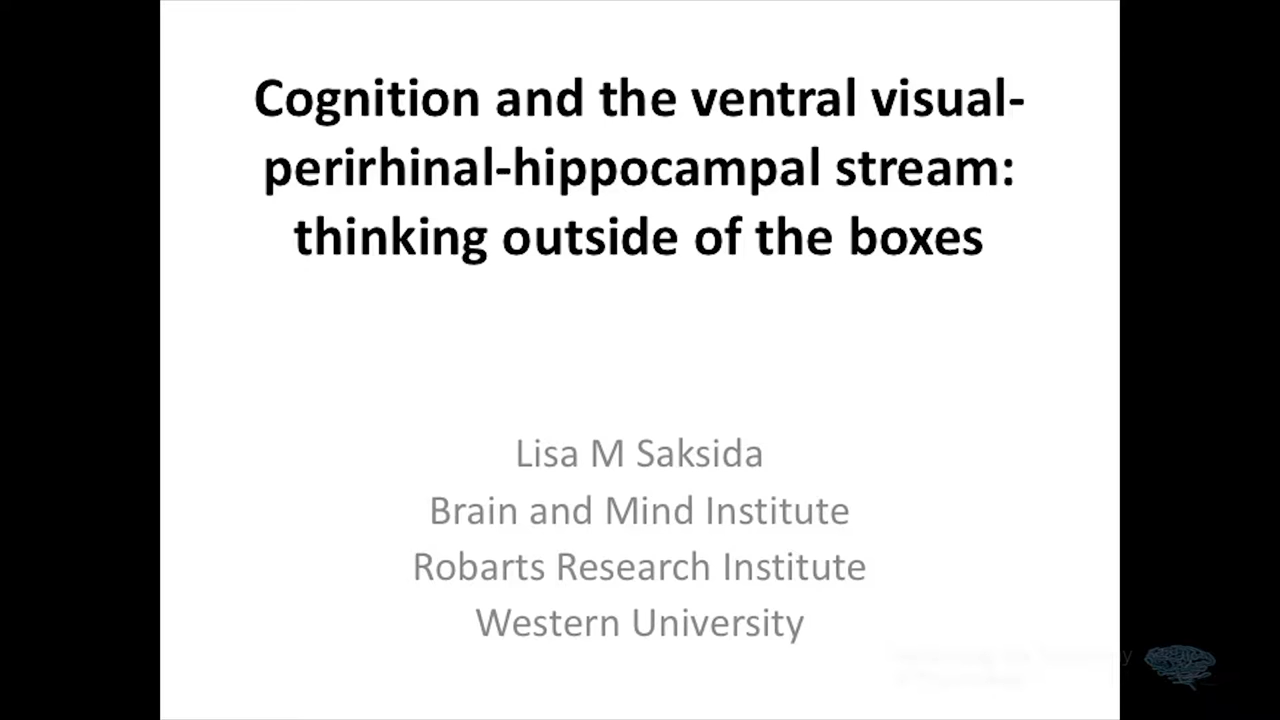 Cognition and the ventral visual-
perirhinal-hippocampal stream:
thinking outside of the boxes
Lisa M Saksida
Brain and Mind Institute
Robarts Research Institute
Western University